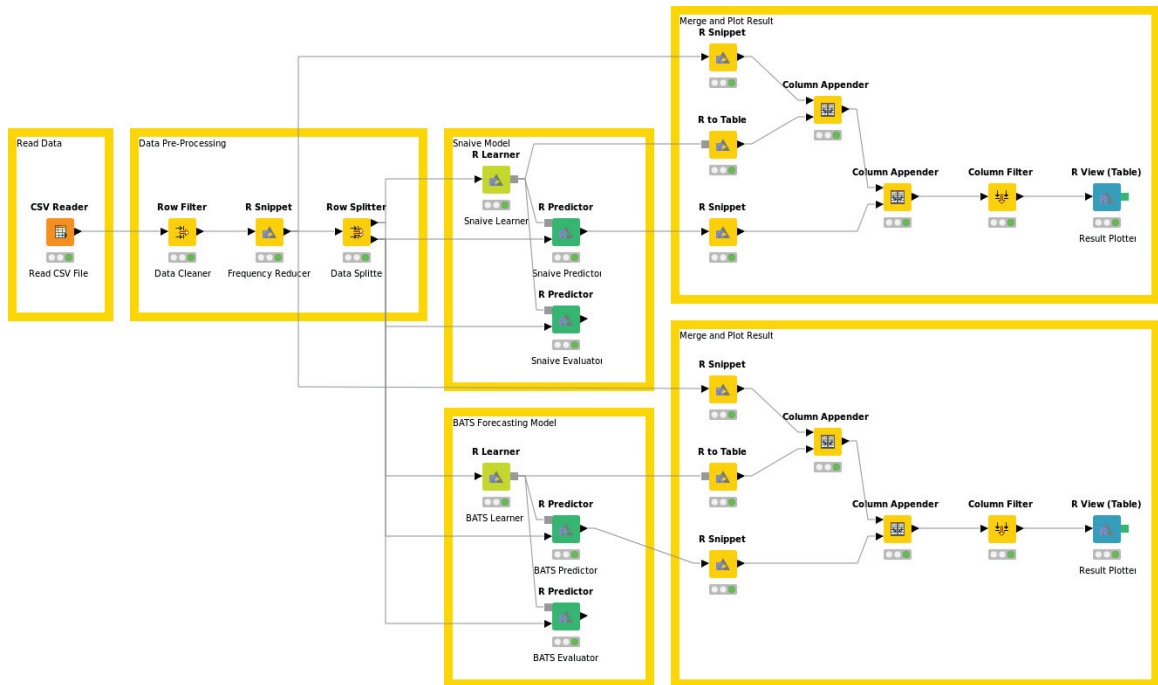 Read Data
CSV Reader
Read CSV File
Data Pre-Processing
Row Filter
Data Cleaner
R Snippet
Frequency Reducer
Row Splitter
Data Splitte
Snaive Model
R Learner
Snaive Learner
R Predictor
Snaive Predictor
R Predictor
Snaive Evaluator
BATS Forecasting Model
R Learner
BATS Learner
R Predictor
BATS Predictor
R Predictor
BATS Evaluator
Merge and Plot Result
R Snippet
Column Appender
R to Table
R Snippet
Column Appender
Column Filter
R View (Table)
Result Plotter
Merge and Plot Result
R Snippet
Column Appender
R to Table
R Snippet
Column Appender
Column Filter
R View (Table)
Result Plotter